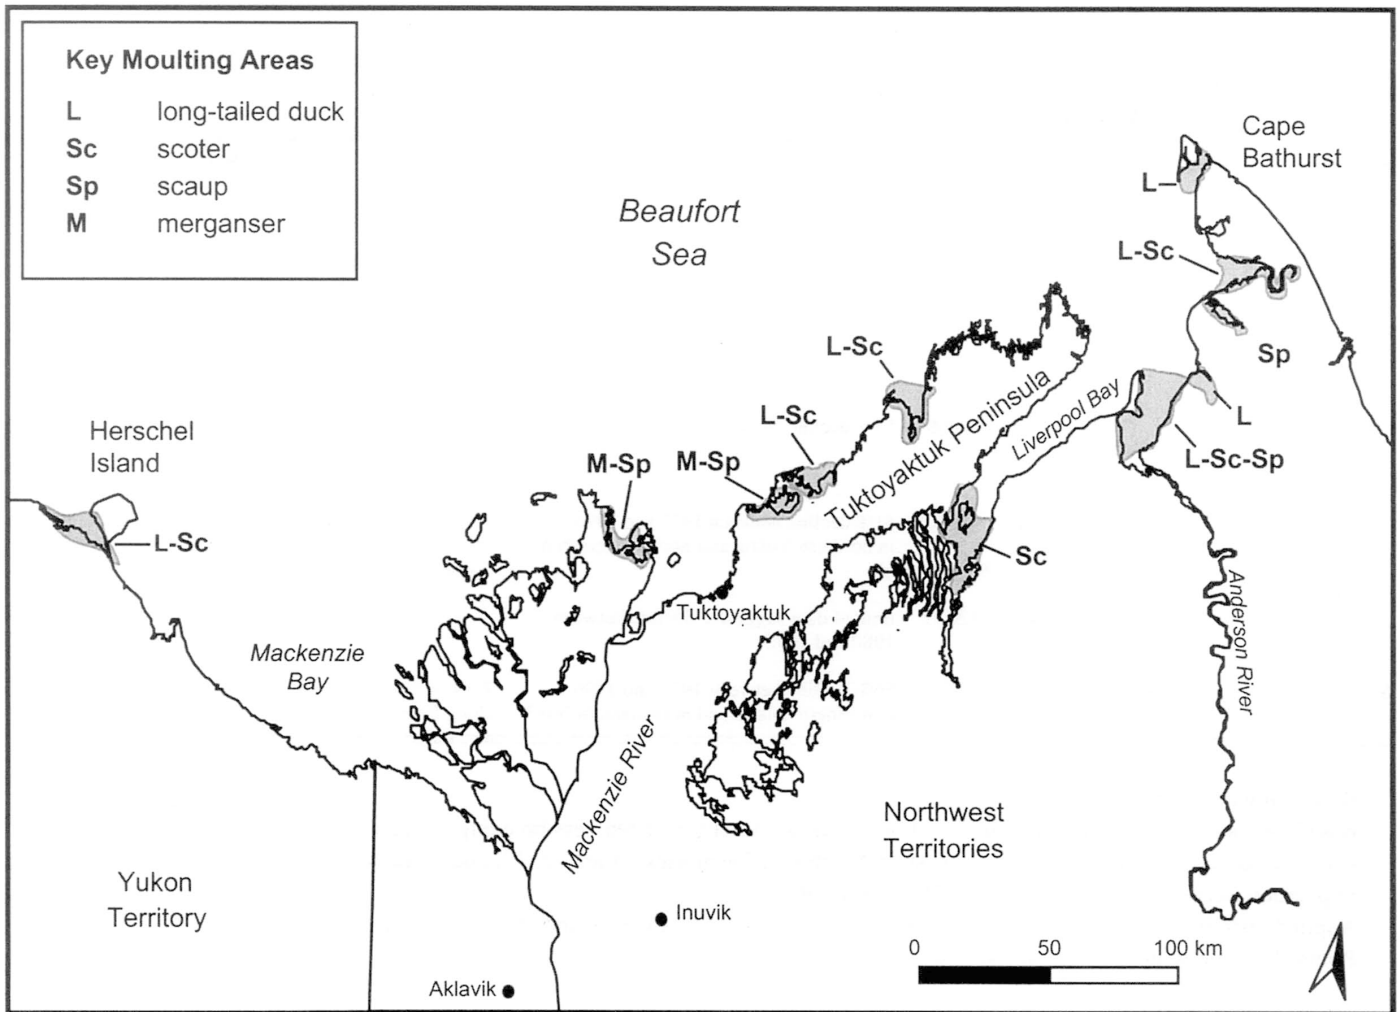 Key Moulting Areas
L long-tailed duck
Sc scoter
Sp scaup
M merganser
Cape
Bathurst
L
Beaufort
Sea
L-Sc
L-Sc
Sp
L-Sc
Tuktoyaktuk Peninsula
Liverpool Bay
L
L-Sc-Sp
Herschel
Island
M-Sp
M-Sp
L-Sc
Sc
Tuktoyaktuk
Anderson River
Mackenzie
Bay
Mackenzie River
Northwest
Territories
Yukon
Territory
Inuvik
Aklavik
0 50 100 km